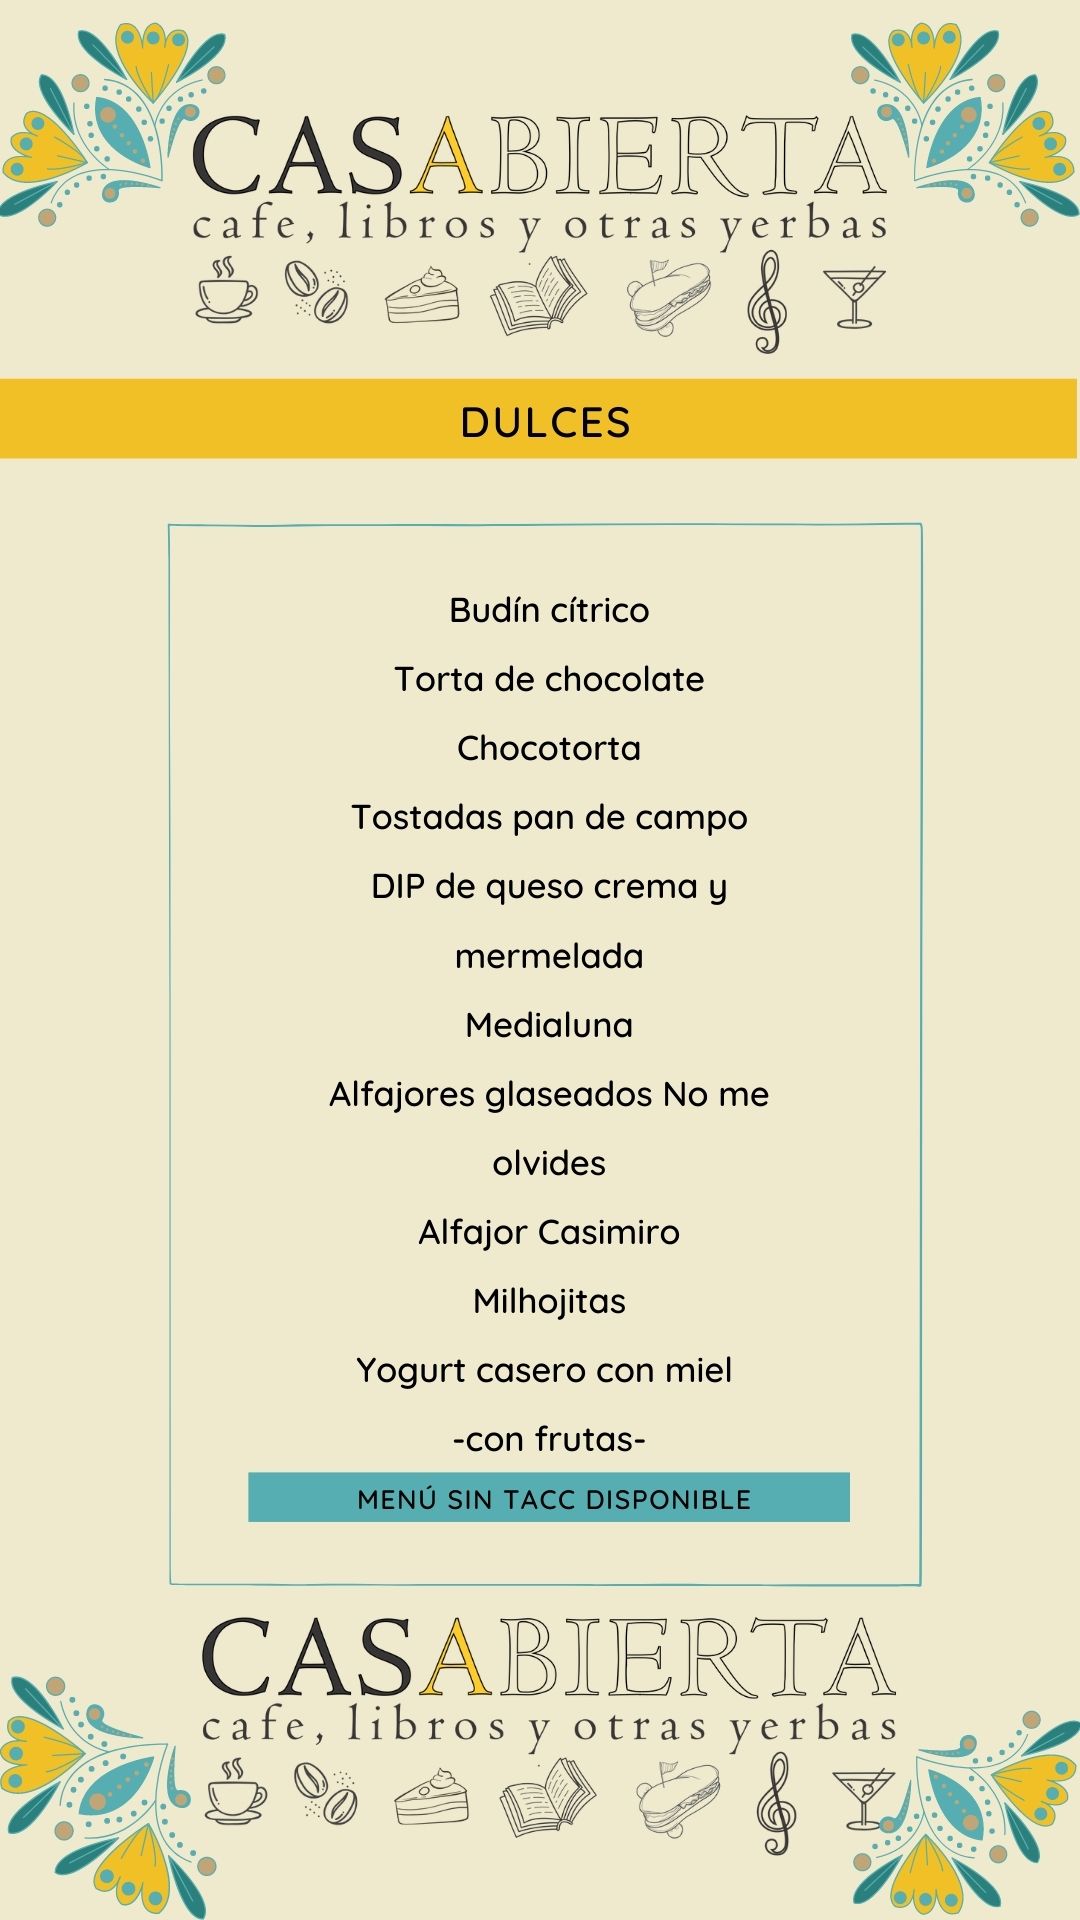 CASABIERTA
cafe, libros y otras yerbas
DULCES
Budín cítrico
Torta de chocolate
Chocotorta
Tostadas pan de campo
DIP de queso crema y
mermelada
Medialuna
Alfajores glaseados No me
olvides
Alfajor Casimiro
Milhojitas
Yogurt casero con miel
-con frutas-
MENÚ SIN TACC DISPONIBLE
CASABIERTA
cafe, libros y otras yerbas